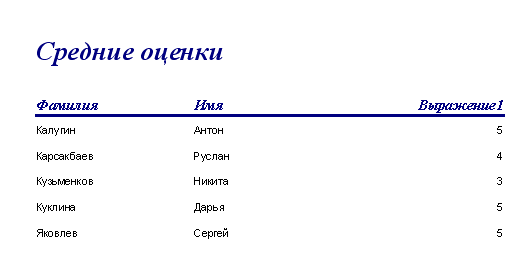 Средние оценки
Фамилия Имя Выражение1
Калугин Антон 5
Карсакбаев Руслан 4
Кузьменков Никита 3
Куклина Дарья 5
Яковлев Сергей 5